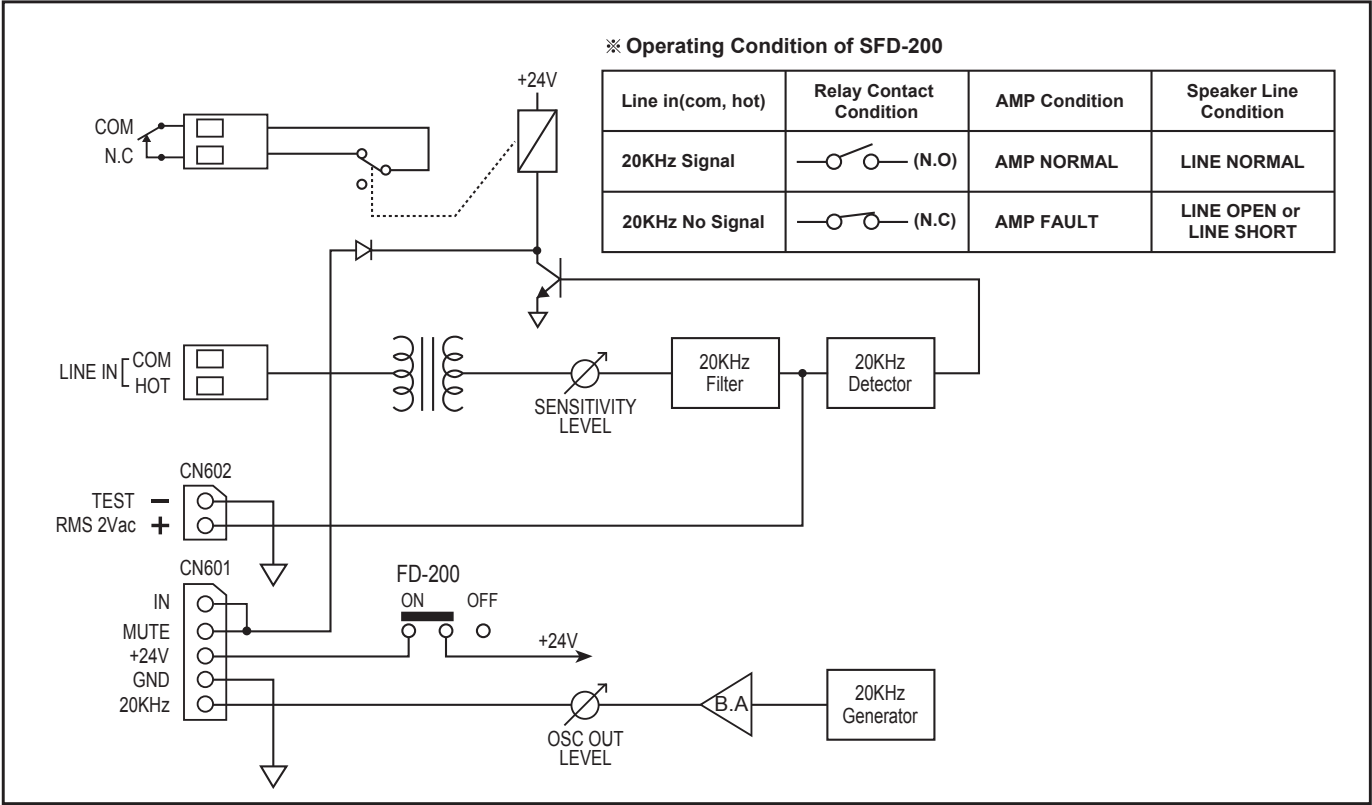 ※ Operating Condition of SFD-200
Line in(com, hot)
Relay Contact
Condition
AMP Condition
Speaker Line
Condition
20KHz Signal
(N.O)
AMP NORMAL
LINE NORMAL
20KHz No Signal
(N.C)
AMP FAULT
LINE OPEN or
LINE SHORT
+24V
COM
N.C
LINE IN
COM
HOT
SENSITIVITY
LEVEL
20KHz
Filter
20KHz
Detector
CN602
TEST −
RMS 2Vac +
CN601
IN
MUTE
+24V
GND
20KHz
FD-200
ON OFF
+24V
OSC OUT
LEVEL
B.A
20KHz
Generator